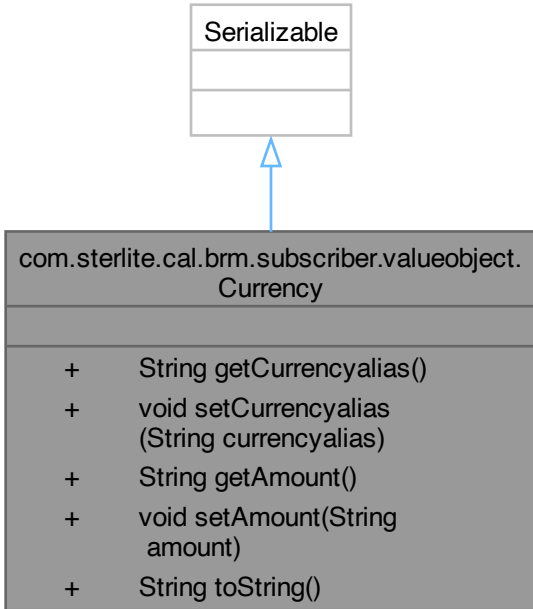 Serializable
com.sterlite.cal.brm.subscriber.valueobject.
Currency
+ String getCurrencyalias()
+ void setCurrencyalias
(String currencyalias)
+ String getAmount()
+ void setAmount(String
amount)
+ String toString()